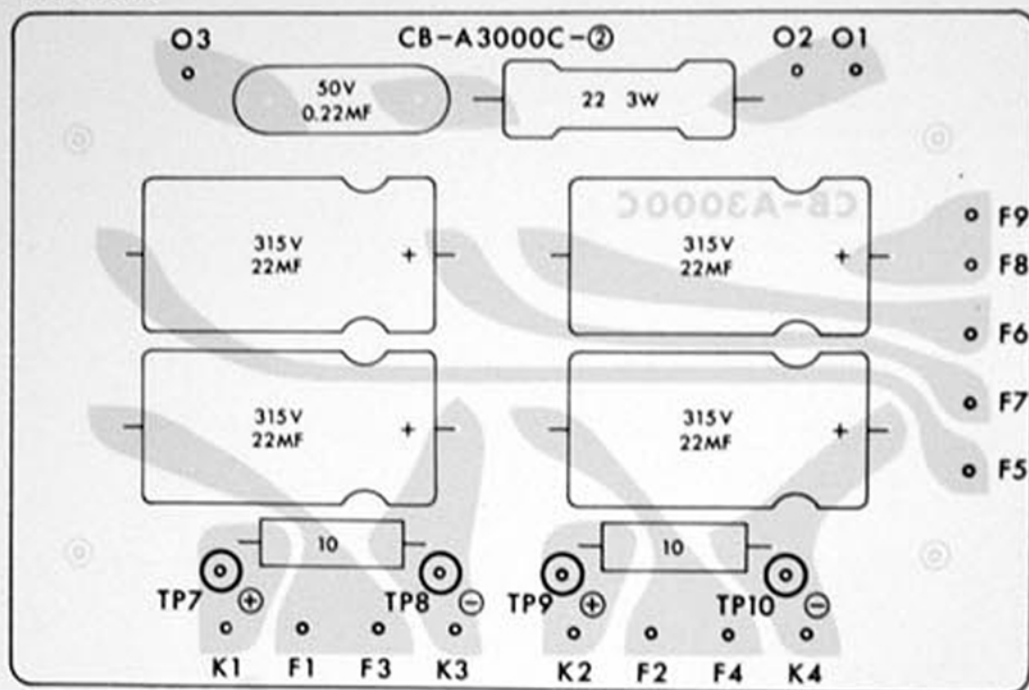 O3 CB-A3000C-② O2 O1
50V
0.22MF
22 3W
CB-A3000C
F9
315V
22MF
+
315V
22MF
+
F8
F6
F7
315V
22MF
+
315V
22MF
+
F5
10
10
TP7 ⊕ TP8 ⊖ TP9 ⊕ TP10 ⊖
K1 F1 F3 K3 K2 F2 F4 K4